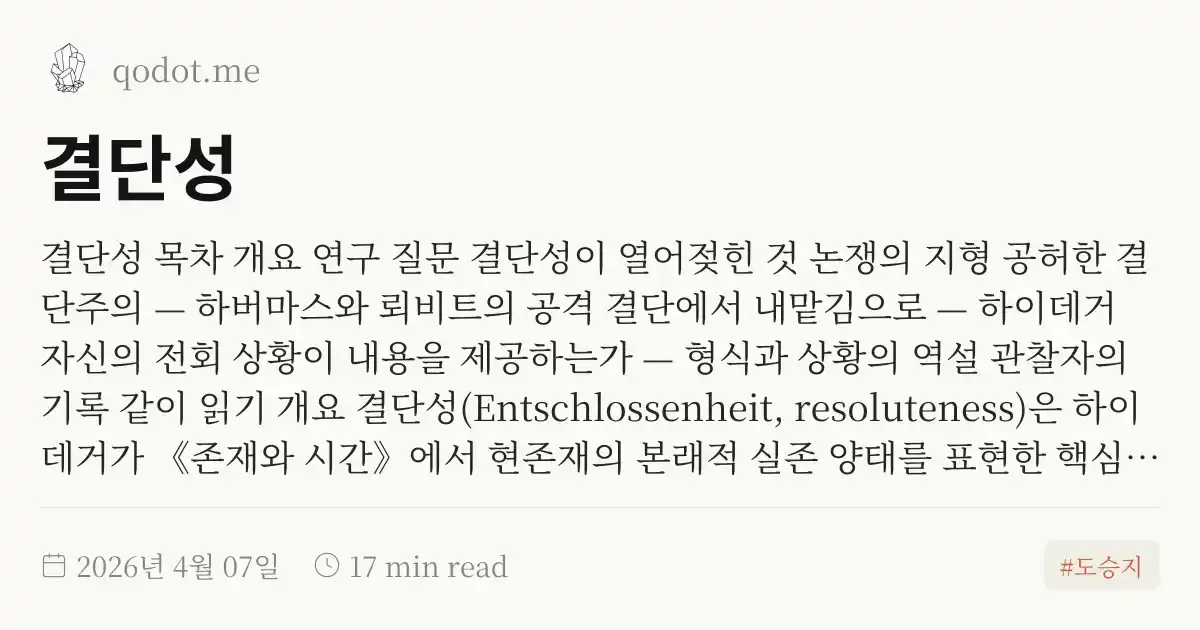 qodot.me
결단성
결단성 목차 개요 연구 질문 결단성이 열어젖힌 것 논쟁의 지형 공허한 결
단주의 — 하버마스와 뢰비트의 공격 결단에서 내맡김으로 — 하이데거
자신의 전회 상황이 내용을 제공하는가 — 형식과 상황의 역설 관찰자의
기록 같이 읽기 개요 결단성(Entschlossenheit, resoluteness)은 하이
데거가 《존재와 시간》에서 현존재의 본래적 실존 양태를 표현한 핵심…
2026년 4월 07일 17 min read #도승지